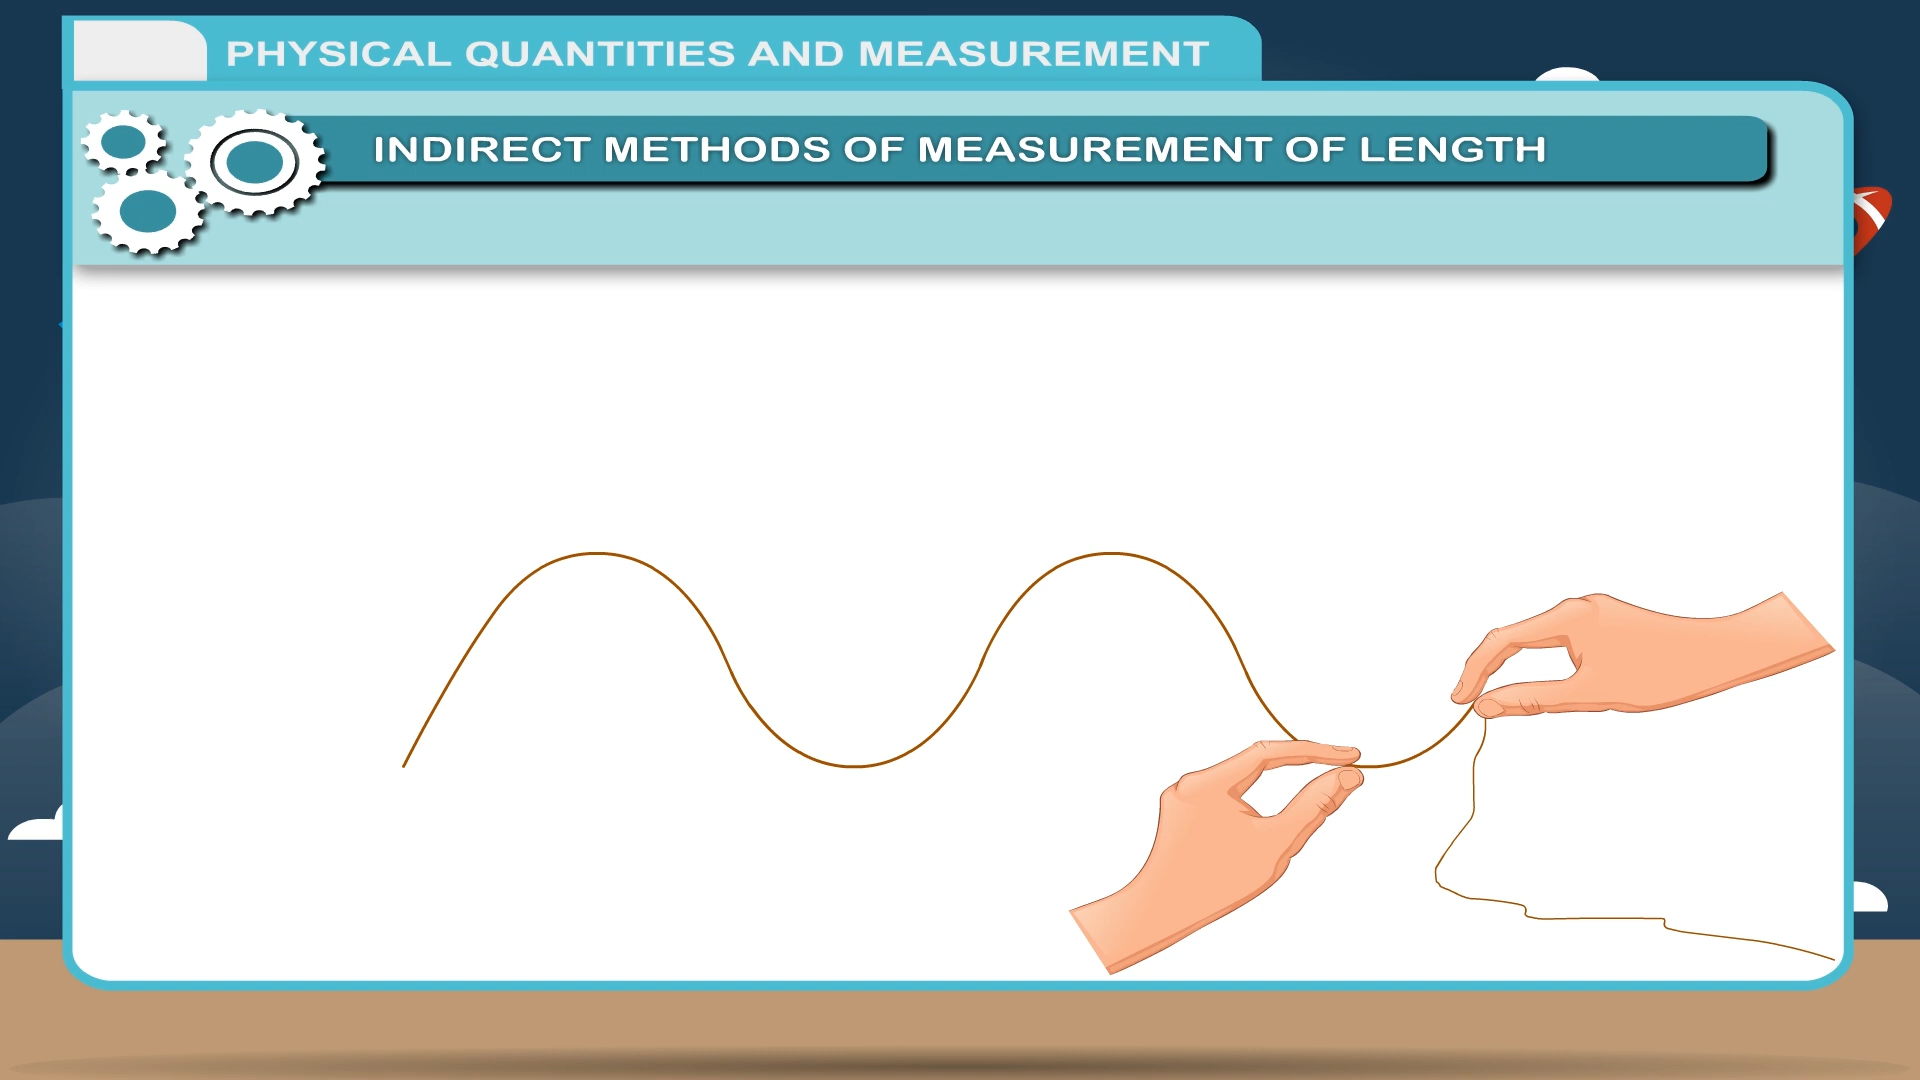 PHYSICAL QUANTITIES AND MEASUREMENT
INDIRECT METHODS OF MEASUREMENT OF LENGTH